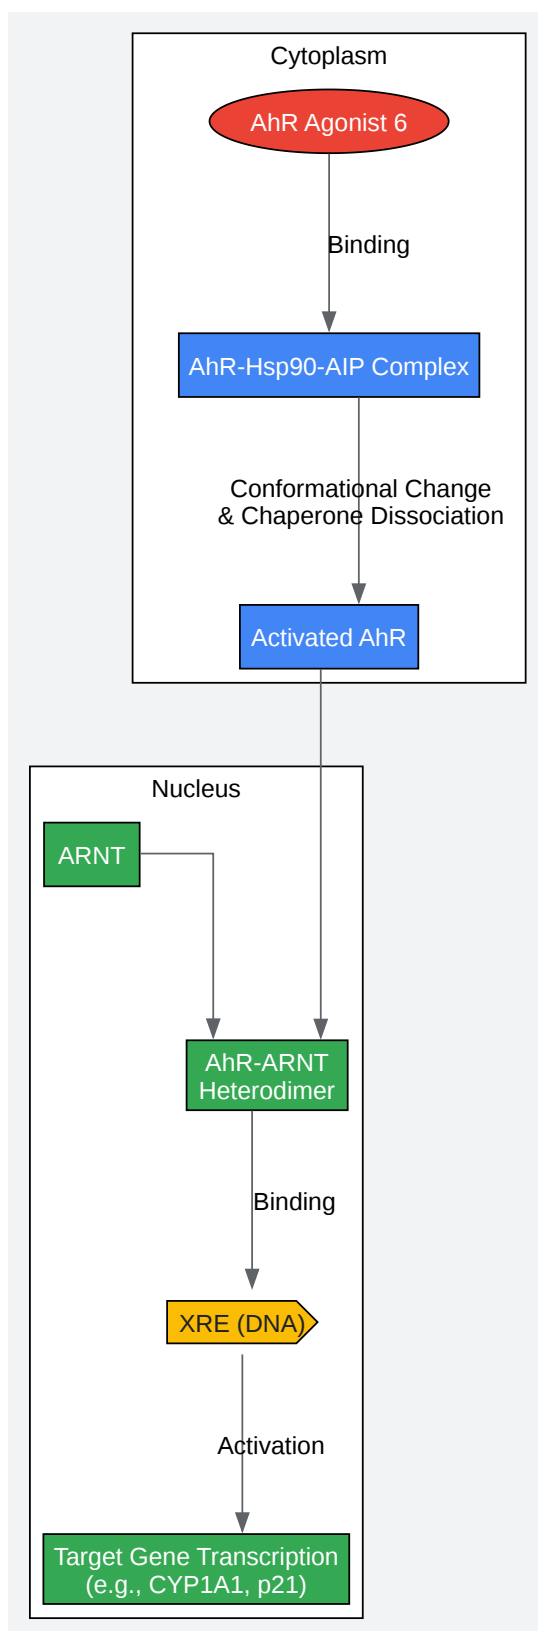 Cytoplasm
AhR Agonist 6
Binding
AhR-Hsp90-AIP Complex
Conformational Change
& Chaperone Dissociation
Activated AhR
Nucleus
ARNT
AhR-ARNT
Heterodimer
Binding
XRE (DNA)
Activation
Target Gene Transcription
(e.g., CYP1A1, p21)